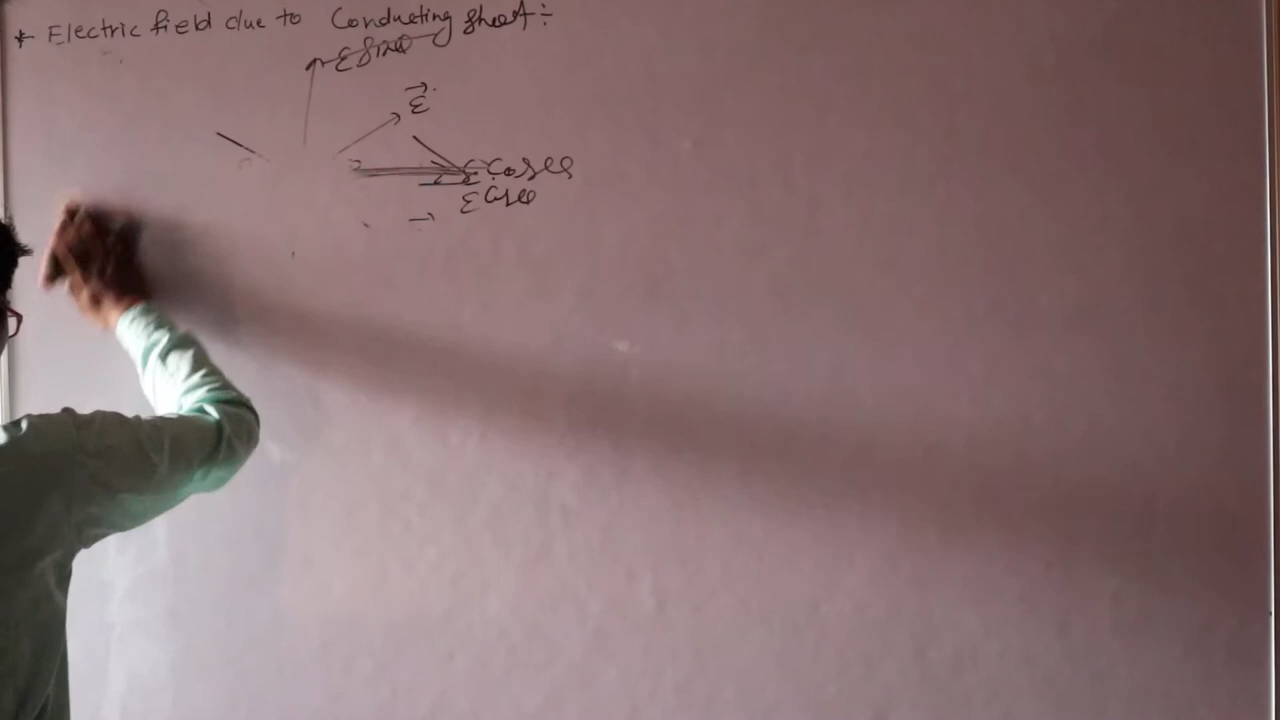 * Electric field due to Conducting sheet ÷
E sinθ
E⃗
E Cosθ
E Cosθ